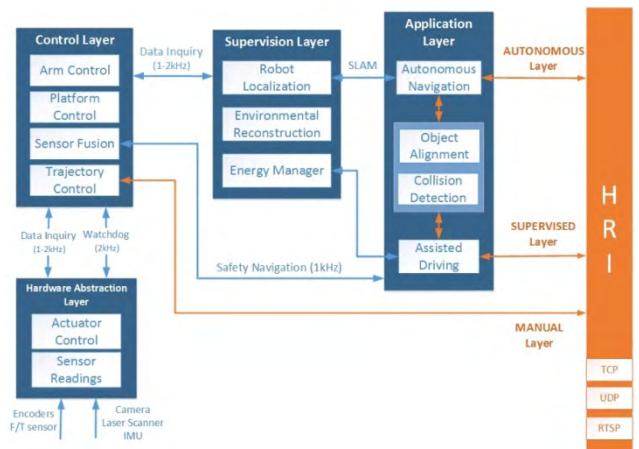 Control Layer
Arm Control
Platform
Control
Sensor Fusion
Trajectory
Control
Data Inquiry
(1-2kHz)
Supervision Layer
Robot
Localization
Environmental
Reconstruction
Energy Manager
SLAM
Application
Layer
Autonomous
Navigation
Object
Alignment
Collision
Detection
Assisted
Driving
AUTONOMOUS
Layer
SUPERVISED
Layer
MANUAL
Layer
H
R
I
TCP
UDP
RTSP
Safety Navigation (1kHz)
Data Inquiry
(1-2kHz)
Watchdog
(2kHz)
Hardware Abstraction
Layer
Actuator
Control
Sensor
Readings
Encoders
F/T sensor
Camera
Laser Scanner
IMU